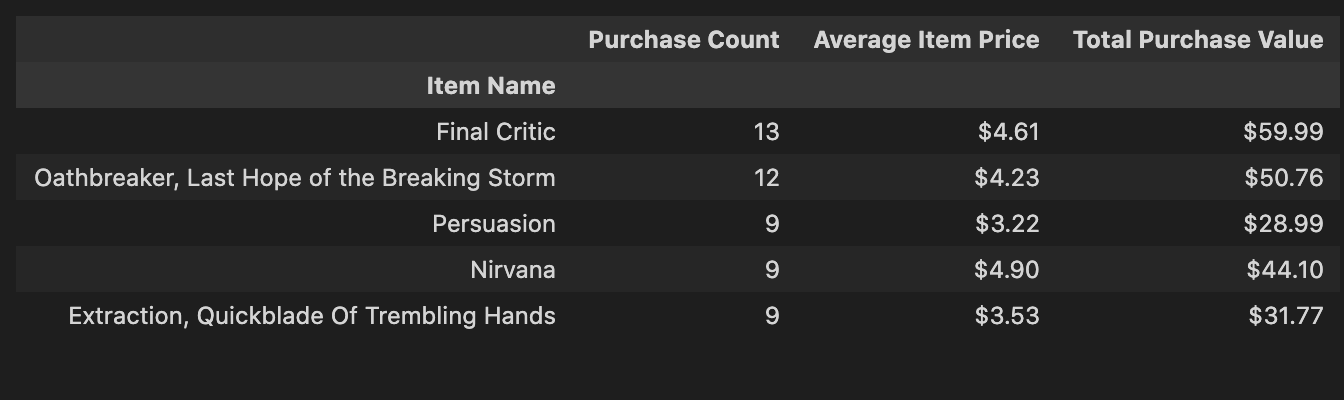 Purchase Count Average Item Price Total Purchase Value
Item Name
Final Critic 13 $4.61 $59.99
Oathbreaker, Last Hope of the Breaking Storm 12 $4.23 $50.76
Persuasion 9 $3.22 $28.99
Nirvana 9 $4.90 $44.10
Extraction, Quickblade Of Trembling Hands 9 $3.53 $31.77